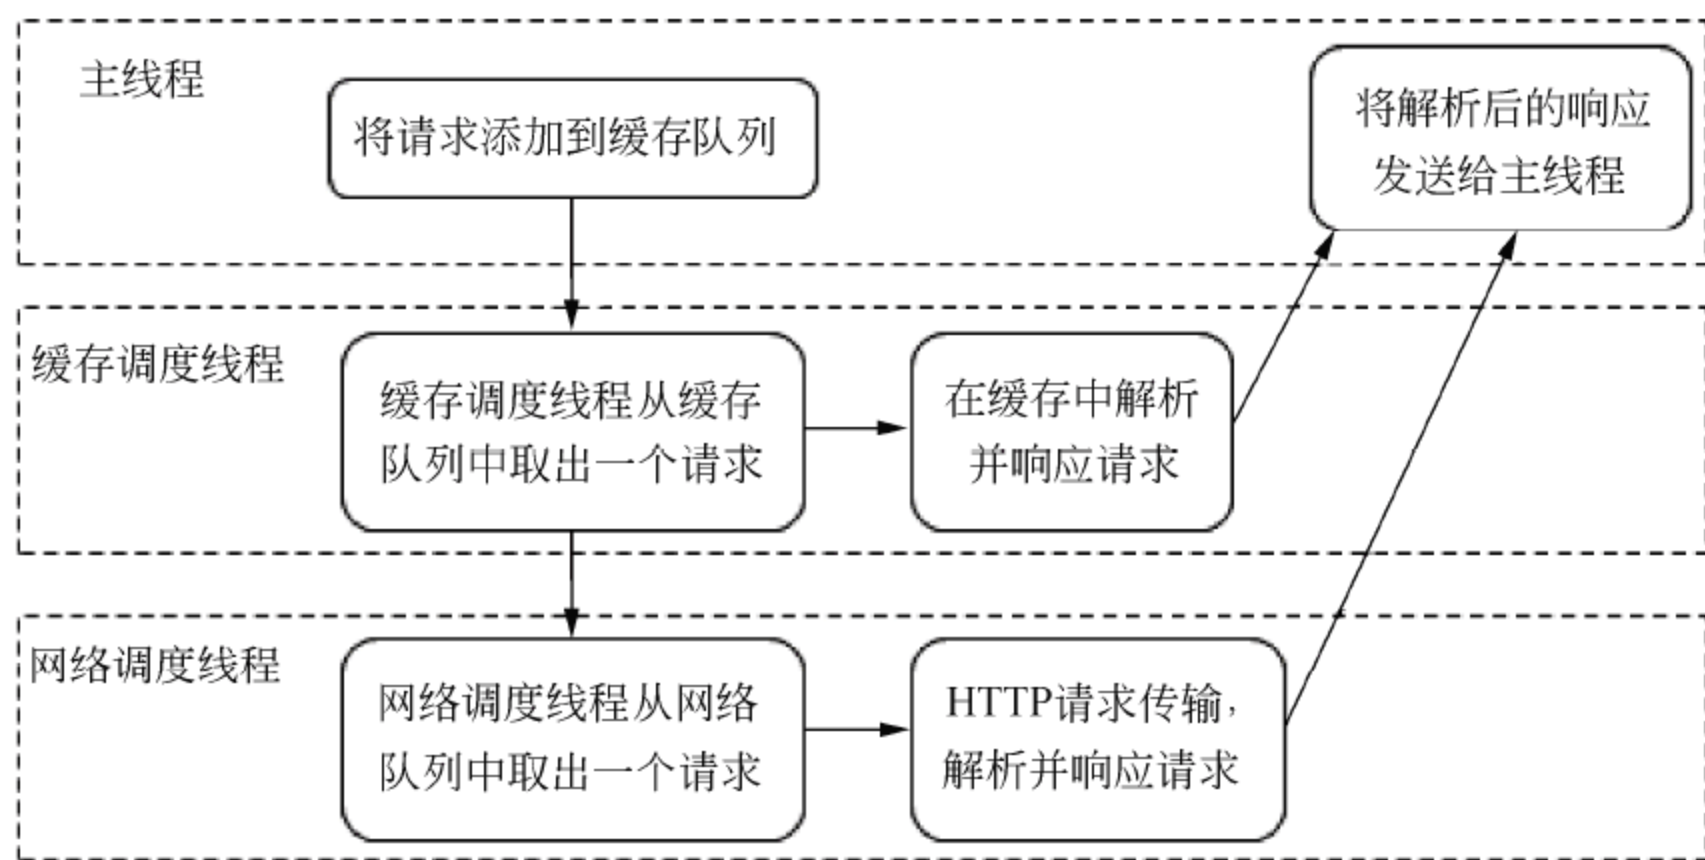 主线程
将请求添加到缓存队列
将解析后的响应
发送给主线程
缓存调度线程
缓存调度线程从缓存
队列中取出一个请求
在缓存中解析
并响应请求
网络调度线程
网络调度线程从网络
队列中取出一个请求
HTTP请求传输，
解析并响应请求